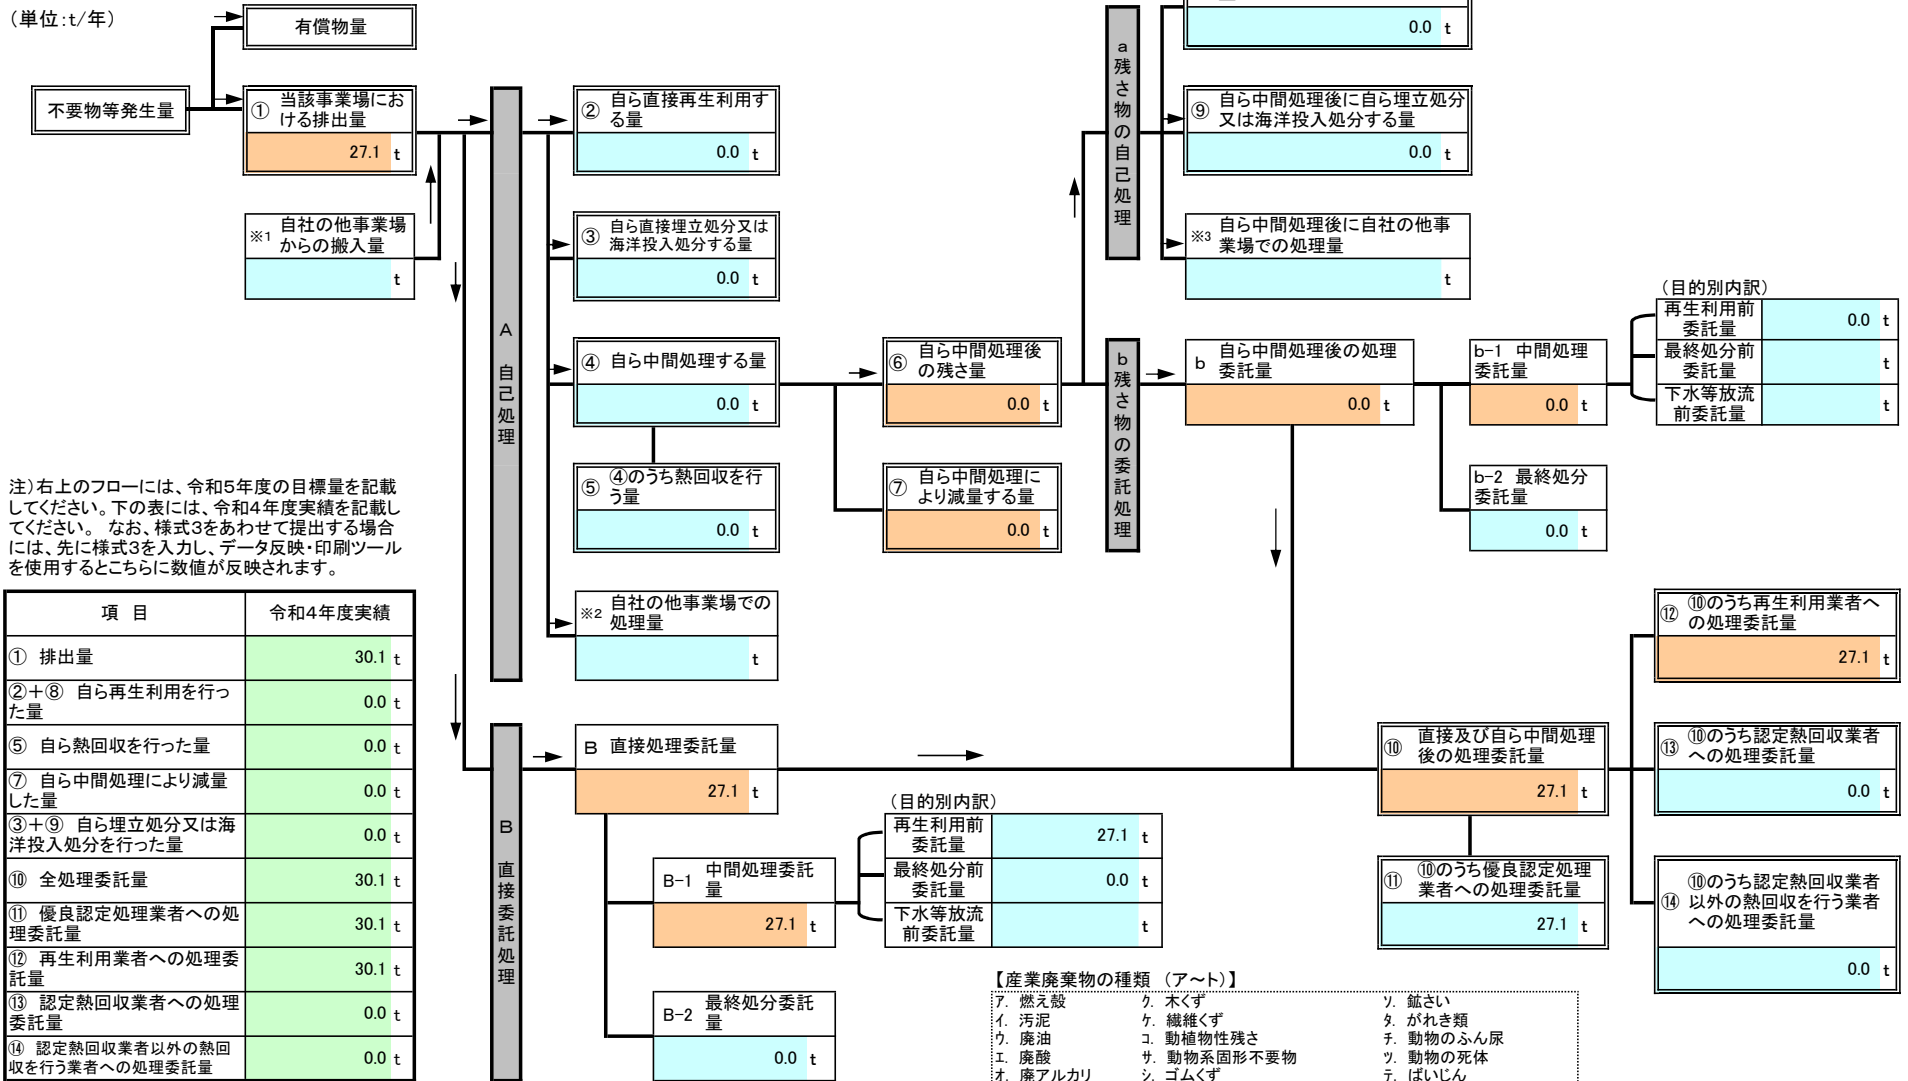 (単位:t/年)
有償物量
不要物等発生量
①
当該事業場にお
ける排出量
27.1 t
※1
自社の他事業場
からの搬入量
t
A 自己処理
②
自ら直接再生利用す
る量
0.0 t
③
自ら直接埋立処分又は
海洋投入処分する量
0.0 t
④ 自ら中間処理する量
0.0 t
⑤
④のうち熱回収を行
う量
0.0 t
※2
自社の他事業場での
処理量
t
⑥
自ら中間処理後
の残さ量
0.0 t
⑦
自ら中間処理に
より減量する量
0.0 t
a 残さ物の自己処理
0.0 t
⑨
自ら中間処理後に自ら埋立処分
又は海洋投入処分する量
0.0 t
※3
自ら中間処理後に自社の他事
業場での処理量
t
b 残さ物の委託処理
b
自ら中間処理後の処理
委託量
0.0 t
b-1 中間処理
委託量
0.0 t
b-2 最終処分
委託量
0.0 t
(目的別内訳)
再生利用前
委託量
0.0 t
最終処分前
委託量
t
下水等放流
前委託量
t
注)右上のフローには、令和5年度の目標量を記載
してください。下の表には、令和4年度実績を記載し
てください。 なお、様式3をあわせて提出する場合
には、先に様式3を入力し、データ反映・印刷ツール
を使用するとこちらに数値が反映されます。
項 目 令和4年度実績
① 排出量 30.1 t
②+⑧ 自ら再生利用を行っ
た量
0.0 t
⑤ 自ら熱回収を行った量 0.0 t
⑦ 自ら中間処理により減量
した量
0.0 t
③+⑨ 自ら埋立処分又は海
洋投入処分を行った量
0.0 t
⑩ 全処理委託量 30.1 t
⑪ 優良認定処理業者への処
理委託量
30.1 t
⑫ 再生利用業者への処理委
託量
30.1 t
⑬ 認定熱回収業者への処理
委託量
0.0 t
⑭ 認定熱回収業者以外の熱回
収を行う業者への処理委託量
0.0 t
B 直接委託処理
B 直接処理委託量
27.1 t
B-1
中間処理委託
量
27.1 t
B-2
最終処分委託
量
0.0 t
(目的別内訳)
再生利用前
委託量
27.1 t
最終処分前
委託量
0.0 t
下水等放流
前委託量
t
⑩
直接及び自ら中間処理
後の処理委託量
27.1 t
⑪
⑩のうち優良認定処理
業者への処理委託量
27.1 t
⑫
⑩のうち再生利用業者へ
の処理委託量
27.1 t
⑬
⑩のうち認定熱回収業者
への処理委託量
0.0 t
⑭
⑩のうち認定熱回収業者
以外の熱回収を行う業者
への処理委託量
0.0 t
【産業廃棄物の種類 (ア~ト)】
ア. 燃え殻 ク. 木くず ソ. 鉱さい
イ. 汚泥 ケ. 繊維くず タ. がれき類
ウ. 廃油 コ. 動植物性残さ チ. 動物のふん尿
エ. 廃酸 サ. 動物系固形不要物 ツ. 動物の死体
オ. 廃アルカリ シ. ゴムくず テ. ばいじん